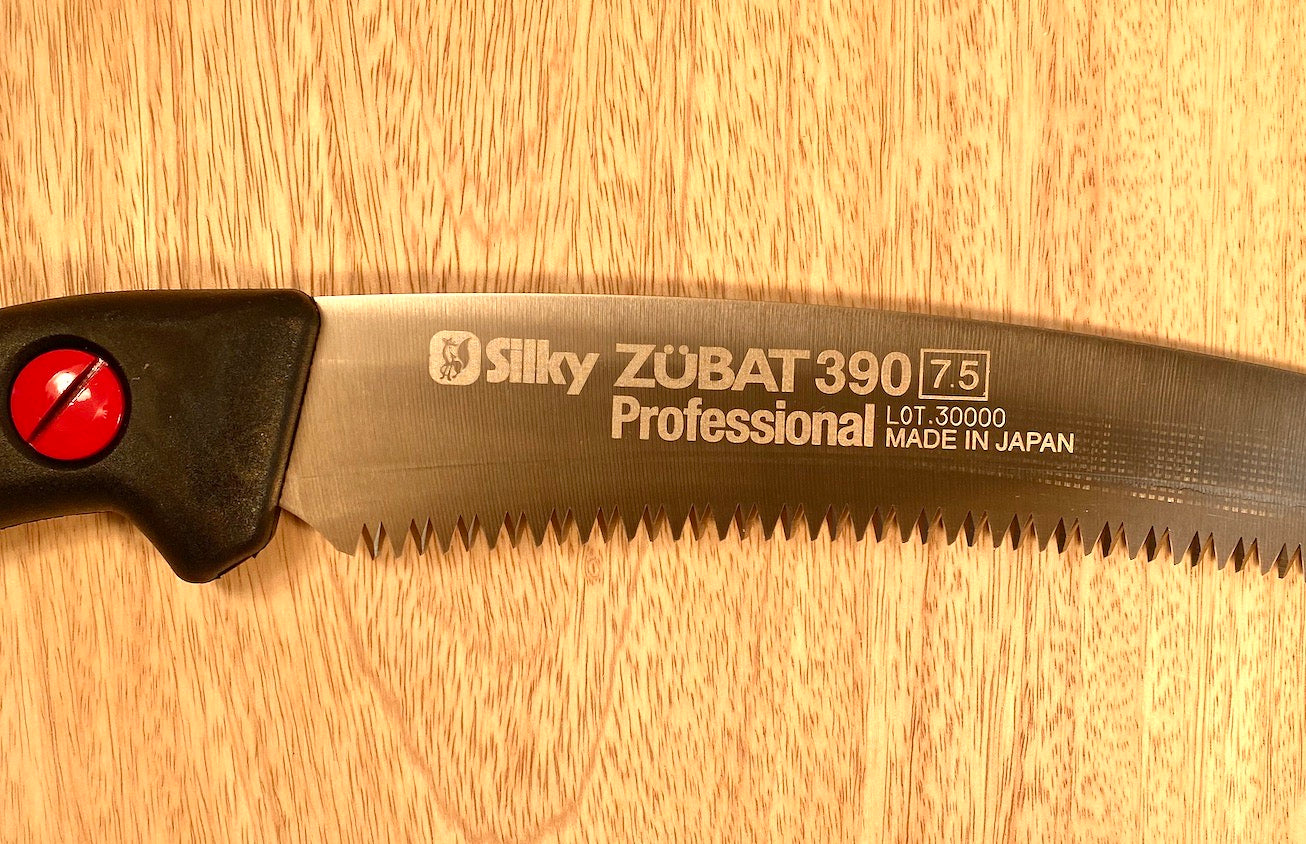 Silky ZÜBAT 390 7.5
Professional LOT.30000
MADE IN JAPAN